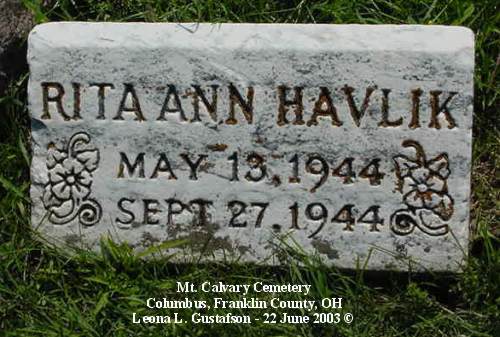 RITA ANN HAVLIK
MAY 13, 1944
SEPT 27. 1944
Mt. Calvary Cemetery
Columbus, Franklin County, OH
Leona L. Gustafson - 22 June 2003 ©